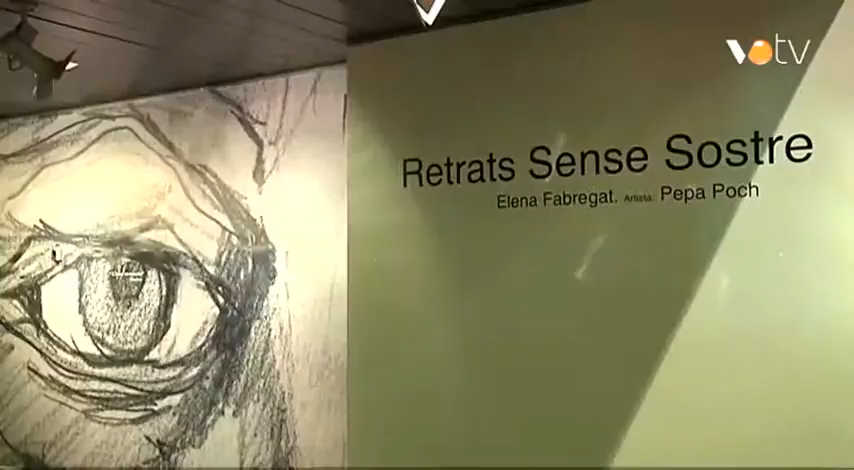 votv
Retrats Sense Sostre
Elena Fabregat. Artista. Pepa Poch